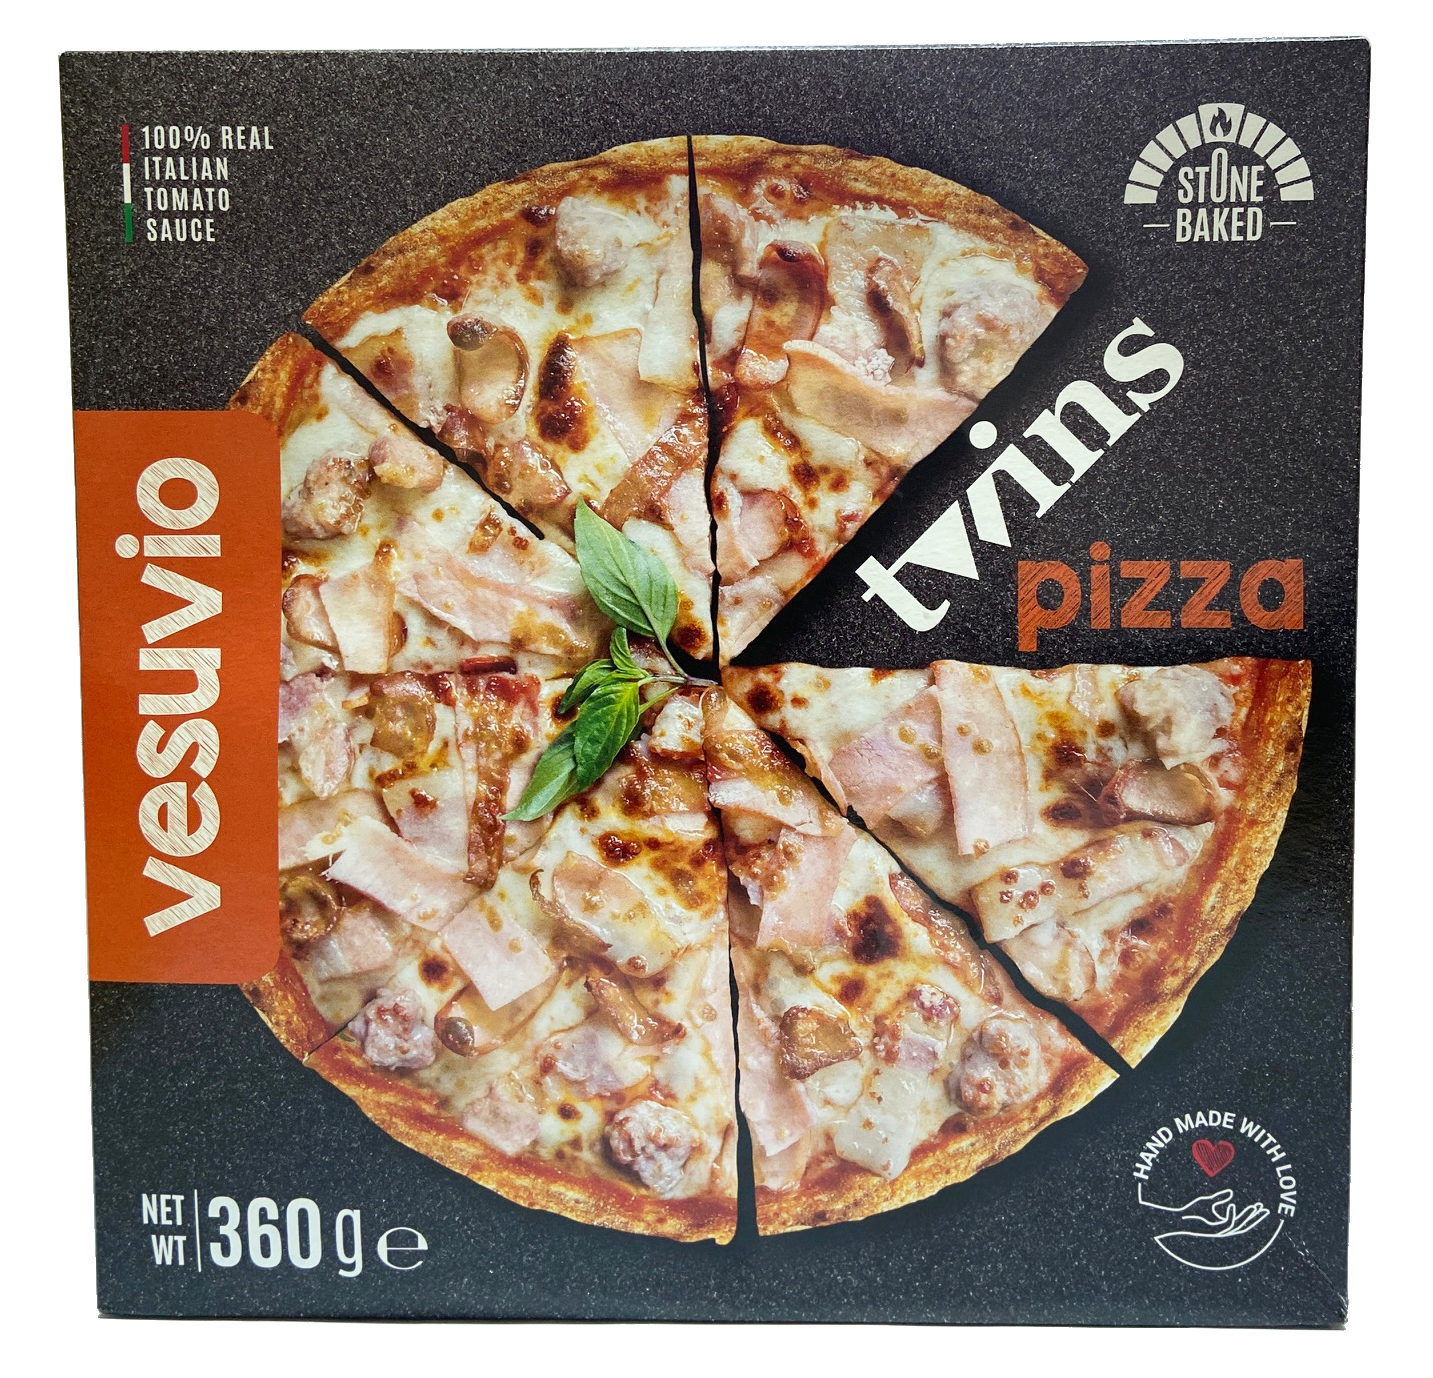 100% REAL
ITALIAN
TOMATO
SAUCE
STONE
BAKED
twins
pizza
vesuvio
HAND MADE WITH LOVE
NET
WT
360 g ℮